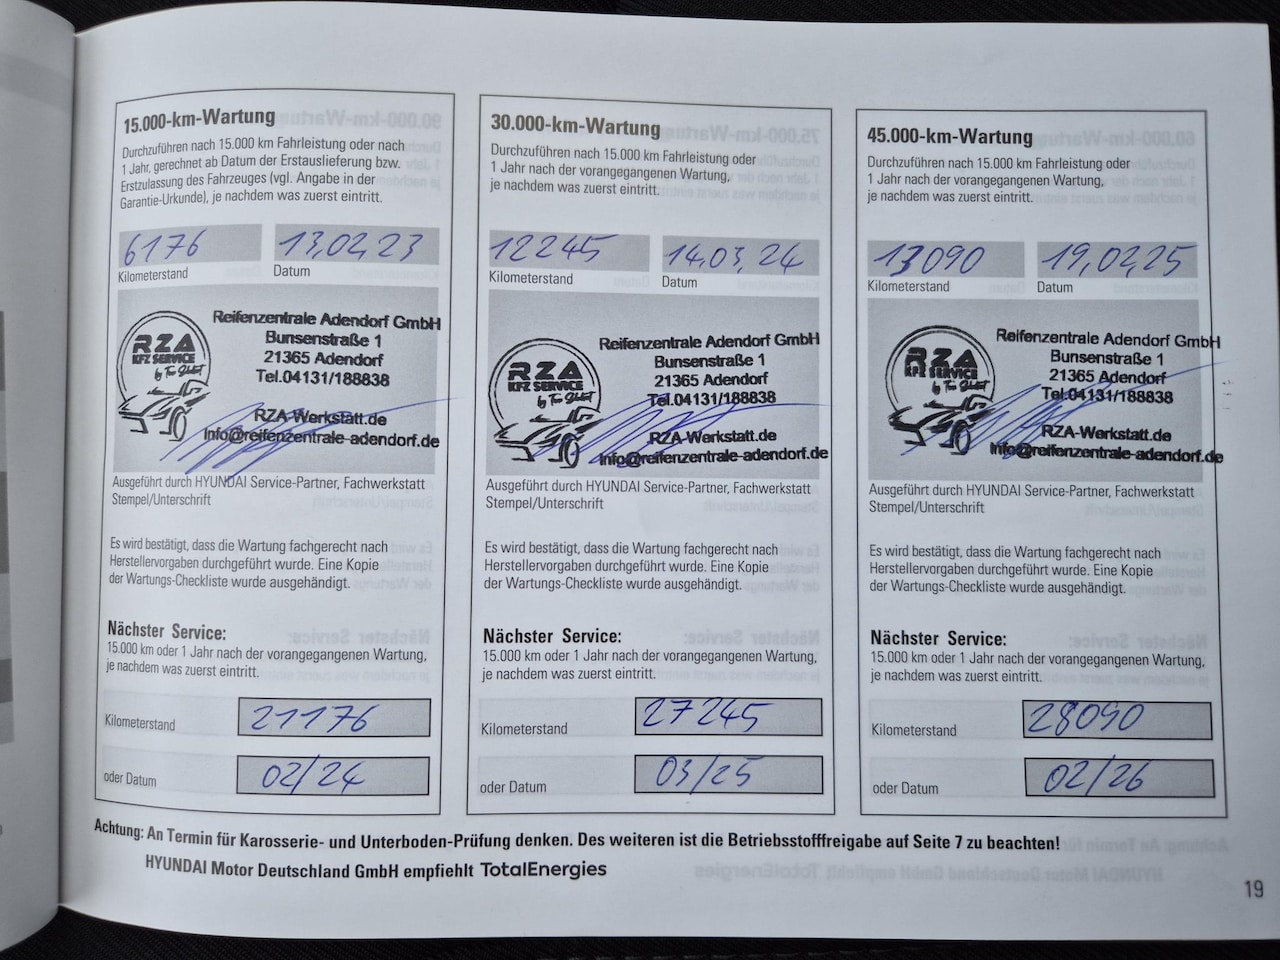 15.000-km-Wartung
Durchzuführen nach 15.000 km Fahrleistung oder nach
1 Jahr, gerechnet ab Datum der Erstauslieferung bzw.
Erstzulassung des Fahrzeuges (vgl. Angabe in der
Garantie-Urkunde), je nachdem was zuerst eintritt.
6176 13,02,23
Kilometerstand Datum
RZA
KFZ SERVICE
Reifenzentrale Adendorf GmbH
Bunsenstraße 1
21365 Adendorf
Tel.04131/188838
RZA-Werkstatt.de
Info@reifenzentrale-adendorf.de
Ausgeführt durch HYUNDAI Service-Partner, Fachwerkstatt
Stempel/Unterschrift
Es wird bestätigt, dass die Wartung fachgerecht nach
Herstellervorgaben durchgeführt wurde. Eine Kopie
der Wartungs-Checkliste wurde ausgehändigt.
Nächster Service:
15.000 km oder 1 Jahr nach der vorangegangenen Wartung,
je nachdem was zuerst eintritt.
Kilometerstand 21176
oder Datum 02/24
30.000-km-Wartung
Durchzuführen nach 15.000 km Fahrleistung oder
1 Jahr nach der vorangegangenen Wartung,
je nachdem was zuerst eintritt.
12245 14,03,24
Kilometerstand Datum
RZA
KFZ SERVICE
Reifenzentrale Adendorf GmbH
Bunsenstraße 1
21365 Adendorf
Tel.04131/188838
RZA-Werkstatt.de
Info@reifenzentrale-adendorf.de
Ausgeführt durch HYUNDAI Service-Partner, Fachwerkstatt
Stempel/Unterschrift
Es wird bestätigt, dass die Wartung fachgerecht nach
Herstellervorgaben durchgeführt wurde. Eine Kopie
der Wartungs-Checkliste wurde ausgehändigt.
Nächster Service:
15.000 km oder 1 Jahr nach der vorangegangenen Wartung,
je nachdem was zuerst eintritt.
Kilometerstand 27245
oder Datum 03/25
45.000-km-Wartung
Durchzuführen nach 15.000 km Fahrleistung oder
1 Jahr nach der vorangegangenen Wartung,
je nachdem was zuerst eintritt.
13090 19,02,25
Kilometerstand Datum
RZA
KFZ SERVICE
Reifenzentrale Adendorf GmbH
Bunsenstraße 1
21365 Adendorf
Tel.04131/188838
RZA-Werkstatt.de
Info@reifenzentrale-adendorf.de
Ausgeführt durch HYUNDAI Service-Partner, Fachwerkstatt
Stempel/Unterschrift
Es wird bestätigt, dass die Wartung fachgerecht nach
Herstellervorgaben durchgeführt wurde. Eine Kopie
der Wartungs-Checkliste wurde ausgehändigt.
Nächster Service:
15.000 km oder 1 Jahr nach der vorangegangenen Wartung,
je nachdem was zuerst eintritt.
Kilometerstand 28090
oder Datum 02/26
Achtung: An Termin für Karosserie- und Unterboden-Prüfung denken. Des weiteren ist die Betriebsstofffreigabe auf Seite 7 zu beachten!
HYUNDAI Motor Deutschland GmbH empfiehlt TotalEnergies
19